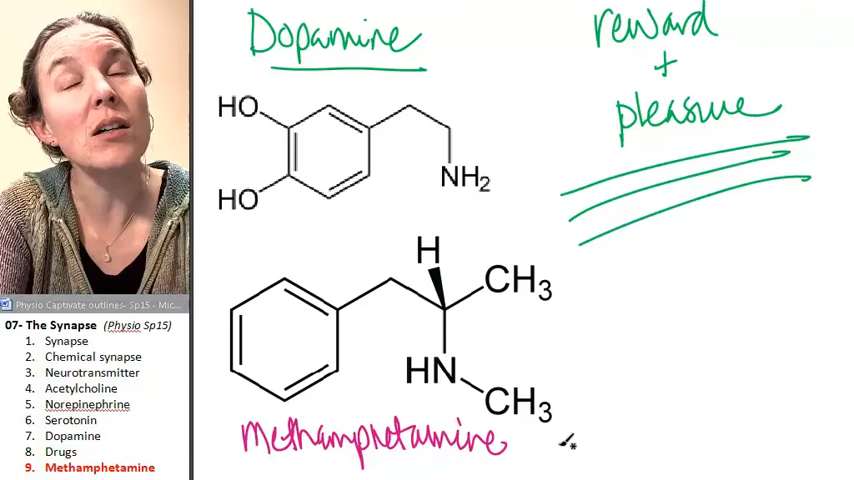 Dopamine
reward
+
pleasure
HO
HO
NH2
H
CH3
HN
CH3
Methamphetamine
Physio Captivate outlines- Sp15 - Mic...
07- The Synapse (Physio Sp15)
1. Synapse
2. Chemical synapse
3. Neurotransmitter
4. Acetylcholine
5. Norepinephrine
6. Serotonin
7. Dopamine
8. Drugs
9. Methamphetamine